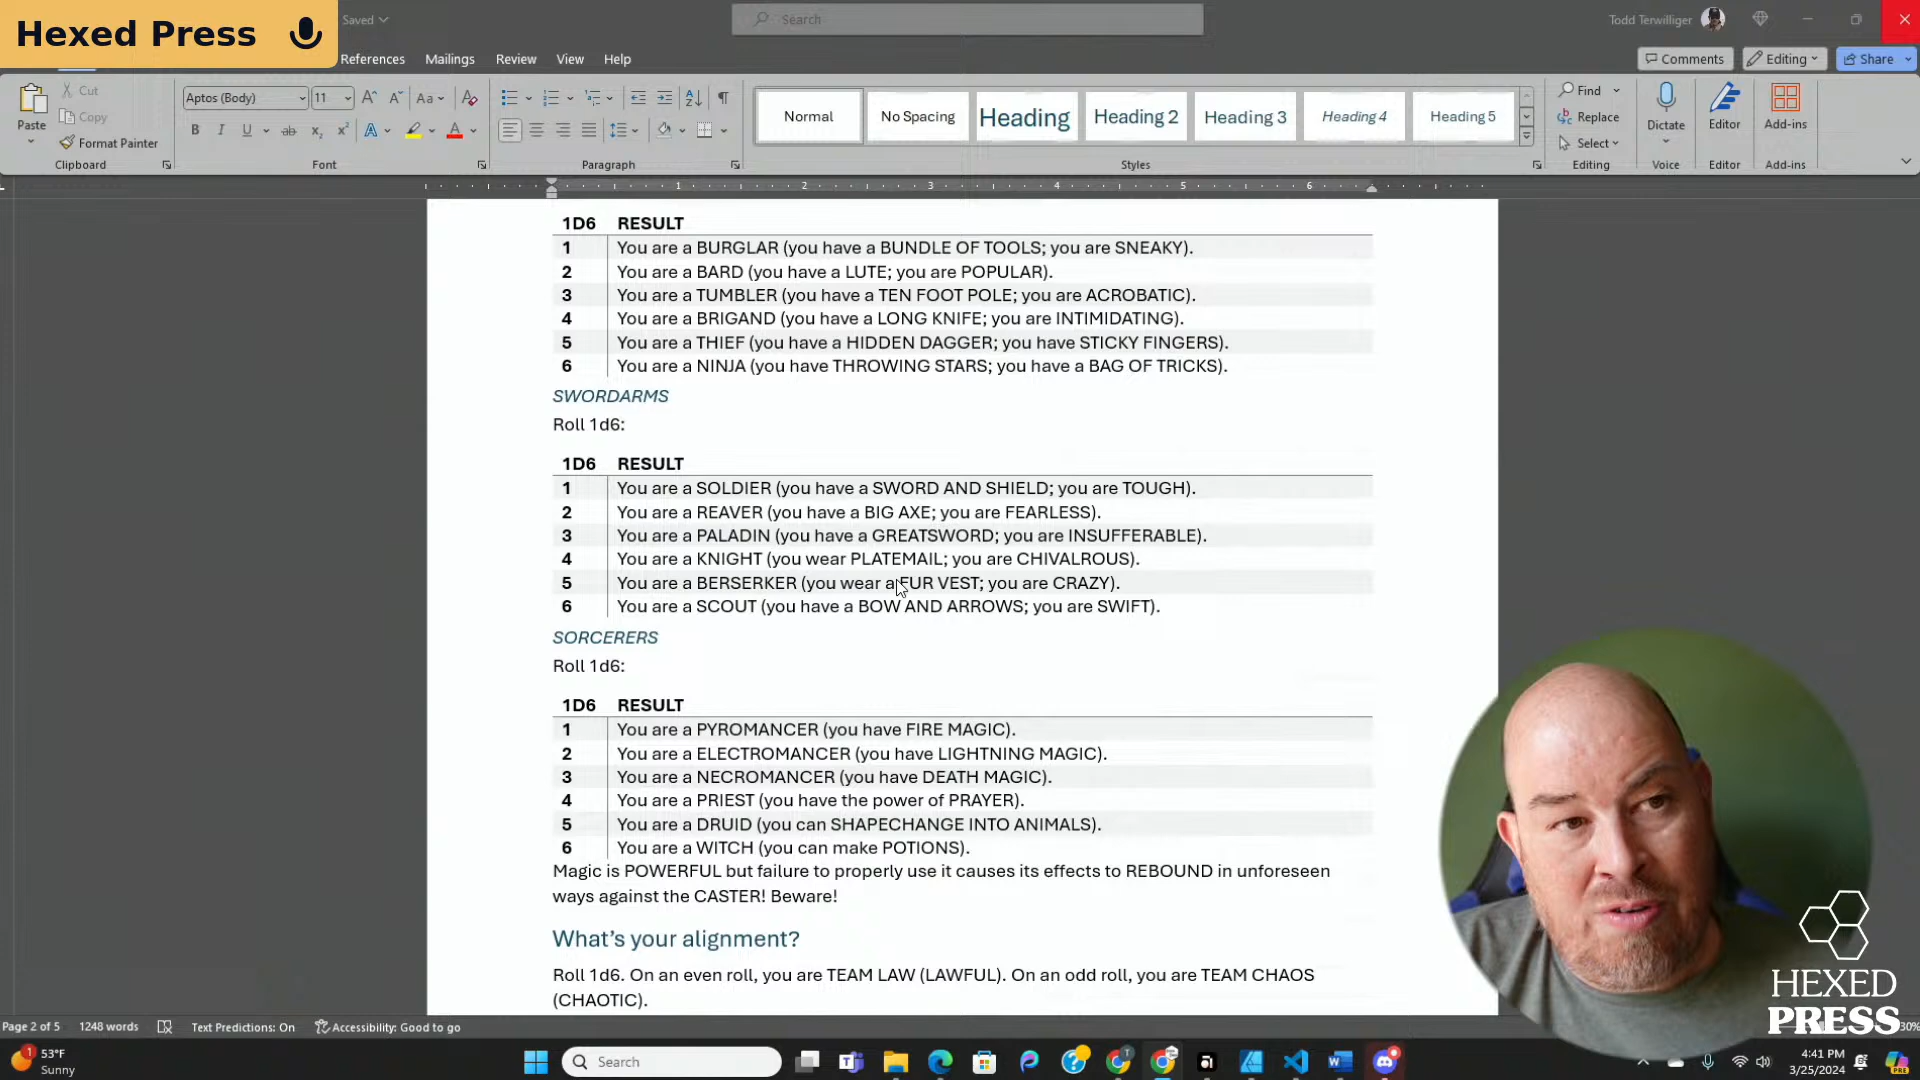 Hexed Press
Saved
Search
Todd Terwilliger
References Mailings Review View Help
Comments Editing Share
Paste
Cut
Copy
Format Painter
Clipboard
Aptos (Body) 11
Font
Paragraph
Normal No Spacing Heading Heading 2 Heading 3 Heading 4 Heading 5
Styles
Find
Replace
Select
Editing
Dictate
Voice
Editor
Editor
Add-ins
Add-ins
1 2 3 4 5 6
1D6 RESULT
1 You are a BURGLAR (you have a BUNDLE OF TOOLS; you are SNEAKY).
2 You are a BARD (you have a LUTE; you are POPULAR).
3 You are a TUMBLER (you have a TEN FOOT POLE; you are ACROBATIC).
4 You are a BRIGAND (you have a LONG KNIFE; you are INTIMIDATING).
5 You are a THIEF (you have a HIDDEN DAGGER; you have STICKY FINGERS).
6 You are a NINJA (you have THROWING STARS; you have a BAG OF TRICKS).
SWORDARMS
Roll 1d6:
1D6 RESULT
1 You are a SOLDIER (you have a SWORD AND SHIELD; you are TOUGH).
2 You are a REAVER (you have a BIG AXE; you are FEARLESS).
3 You are a PALADIN (you have a GREATSWORD; you are INSUFFERABLE).
4 You are a KNIGHT (you wear PLATEMAIL; you are CHIVALROUS).
5 You are a BERSERKER (you wear a FUR VEST; you are CRAZY).
6 You are a SCOUT (you have a BOW AND ARROWS; you are SWIFT).
SORCERERS
Roll 1d6:
1D6 RESULT
1 You are a PYROMANCER (you have FIRE MAGIC).
2 You are a ELECTROMANCER (you have LIGHTNING MAGIC).
3 You are a NECROMANCER (you have DEATH MAGIC).
4 You are a PRIEST (you have the power of PRAYER).
5 You are a DRUID (you can SHAPECHANGE INTO ANIMALS).
6 You are a WITCH (you can make POTIONS).
Magic is POWERFUL but failure to properly use it causes its effects to REBOUND in unforeseen
ways against the CASTER! Beware!
What's your alignment?
Roll 1d6. On an even roll, you are TEAM LAW (LAWFUL). On an odd roll, you are TEAM CHAOS
(CHAOTIC).
HEXED
PRESS
Page 2 of 5 1248 words Text Predictions: On Accessibility: Good to go
53°F
Sunny
Search
4:41 PM
3/25/2024